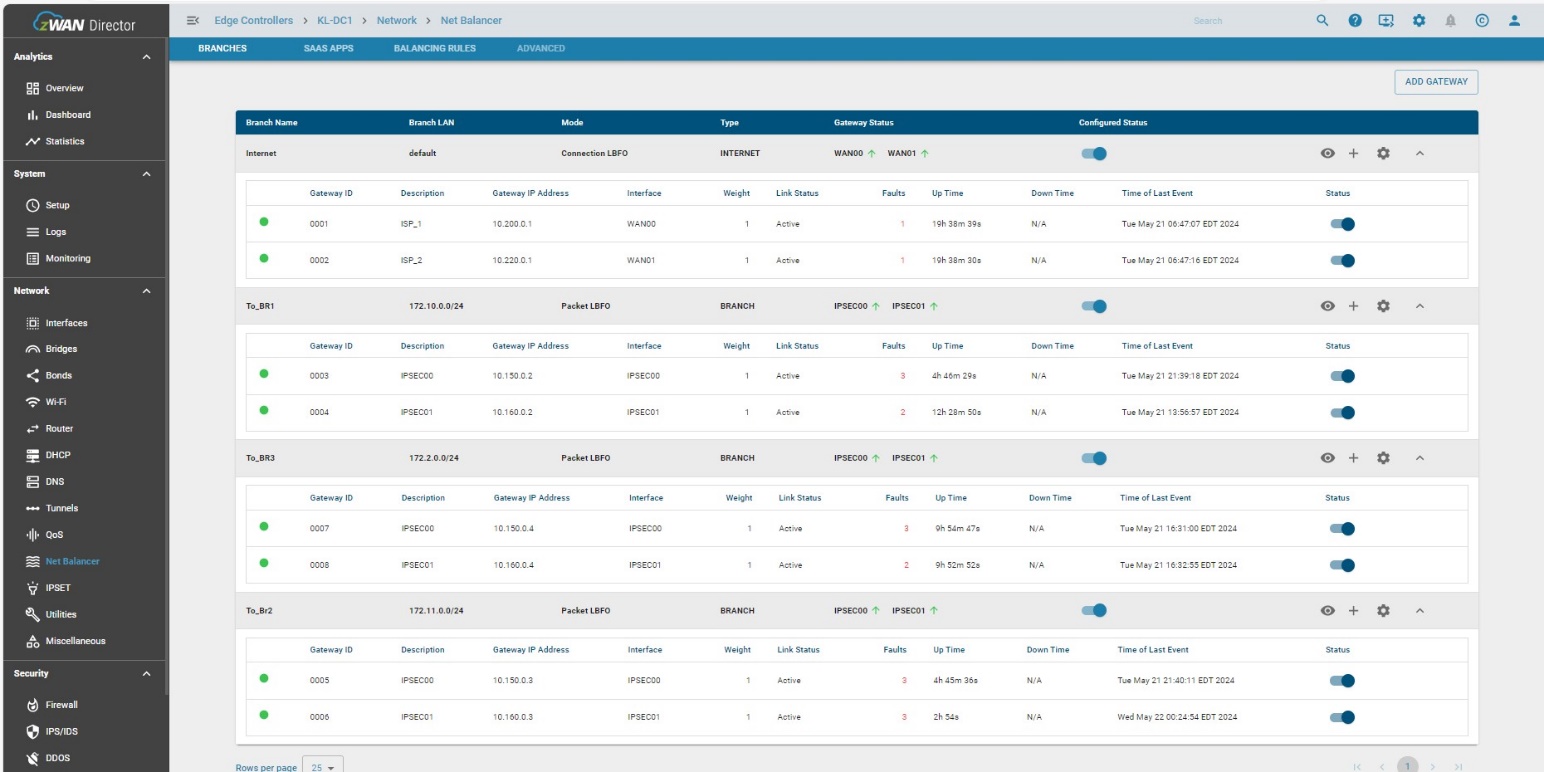 zWAN Director
Edge Controllers > KL-DC1 > Network > Net Balancer
Search
BRANCHES SAAS APPS BALANCING RULES ADVANCED
ADD GATEWAY
Analytics
Overview
Dashboard
Statistics
System
Setup
Logs
Monitoring
Network
Interfaces
Bridges
Bonds
Wi-Fi
Router
DHCP
DNS
Tunnels
QoS
Net Balancer
IPSET
Utilities
Miscellaneous
Security
Firewall
IPS/IDS
DDOS
Branch Name Branch LAN Mode Type Gateway Status Configured Status
Internet default Connection LBFO INTERNET WAN00 WAN01
Gateway ID Description Gateway IP Address Interface Weight Link Status Faults Up Time Down Time Time of Last Event Status
0001 ISP_1 10.200.0.1 WAN00 1 Active 1 19h 38m 39s N/A Tue May 21 06:47:07 EDT 2024
0002 ISP_2 10.220.0.1 WAN01 1 Active 1 19h 38m 30s N/A Tue May 21 06:47:16 EDT 2024
To_BR1 172.10.0.0/24 Packet LBFO BRANCH IPSEC00 IPSEC01
Gateway ID Description Gateway IP Address Interface Weight Link Status Faults Up Time Down Time Time of Last Event Status
0003 IPSEC00 10.150.0.2 IPSEC00 1 Active 3 4h 46m 29s N/A Tue May 21 21:39:18 EDT 2024
0004 IPSEC01 10.160.0.2 IPSEC01 1 Active 2 12h 28m 50s N/A Tue May 21 13:56:57 EDT 2024
To_BR3 172.2.0.0/24 Packet LBFO BRANCH IPSEC00 IPSEC01
Gateway ID Description Gateway IP Address Interface Weight Link Status Faults Up Time Down Time Time of Last Event Status
0007 IPSEC00 10.150.0.4 IPSEC00 1 Active 3 9h 54m 47s N/A Tue May 21 16:31:00 EDT 2024
0008 IPSEC01 10.160.0.4 IPSEC01 1 Active 2 9h 52m 52s N/A Tue May 21 16:32:55 EDT 2024
To_Br2 172.11.0.0/24 Packet LBFO BRANCH IPSEC00 IPSEC01
Gateway ID Description Gateway IP Address Interface Weight Link Status Faults Up Time Down Time Time of Last Event Status
0005 IPSEC00 10.150.0.3 IPSEC00 1 Active 3 4h 45m 36s N/A Tue May 21 21:40:11 EDT 2024
0006 IPSEC01 10.160.0.3 IPSEC01 1 Active 3 2h 54s N/A Wed May 22 00:24:54 EDT 2024
Rows per page 25 1